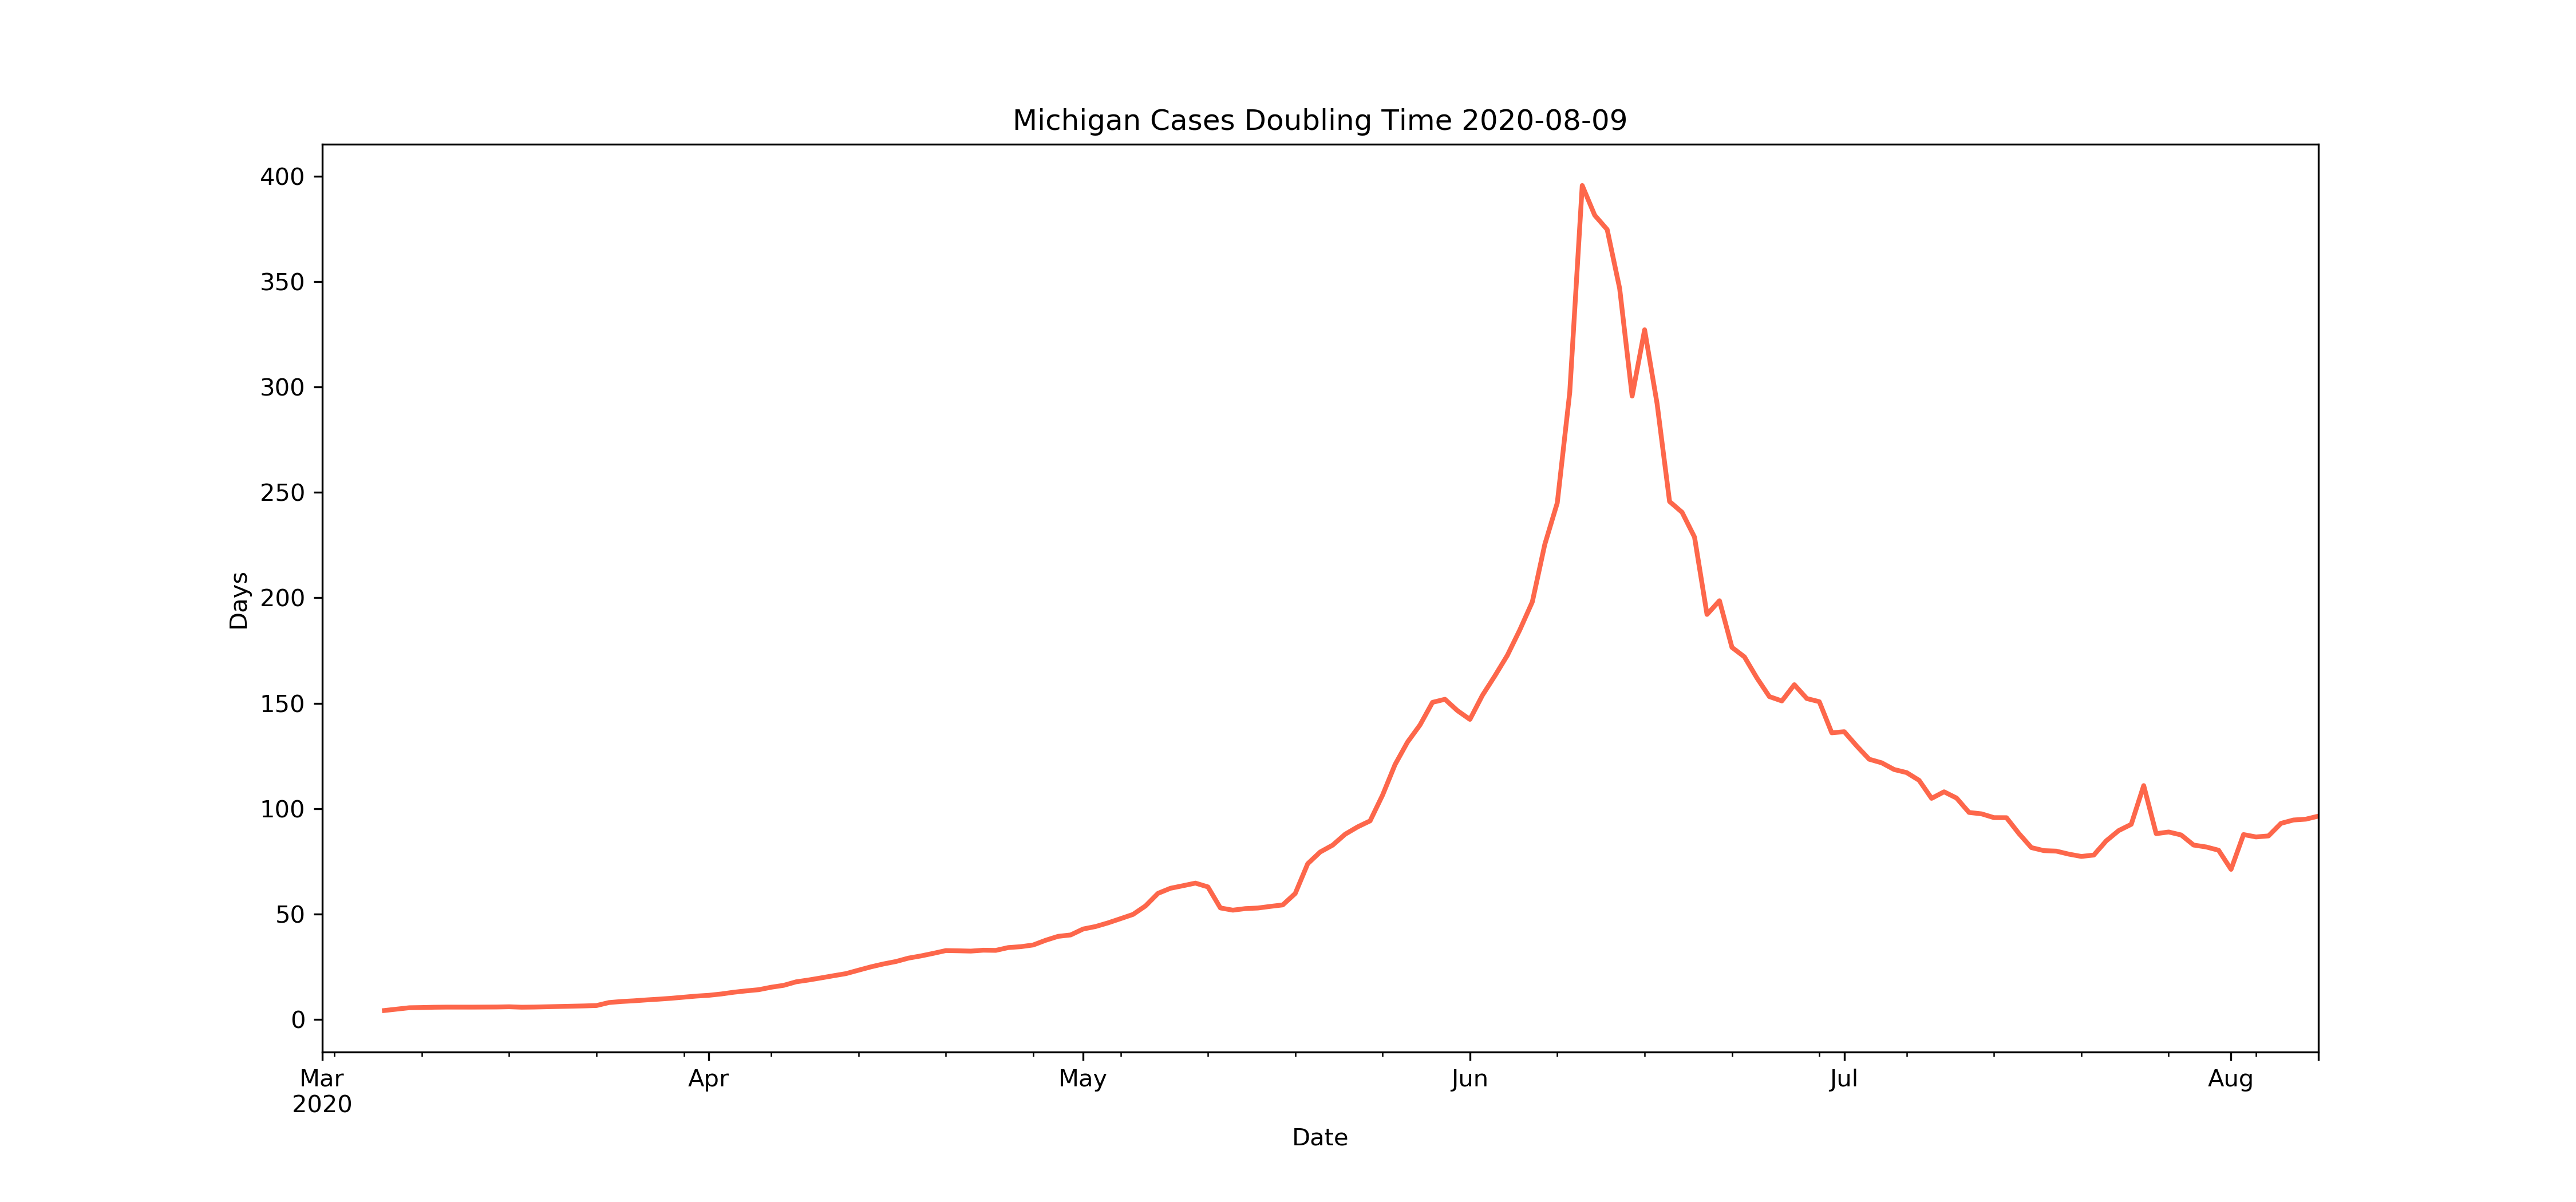 Michigan Cases Doubling Time 2020-08-09
400
350
300
250
200
150
100
50
0
Days
Mar Apr May Jun Jul Aug
2020
Date